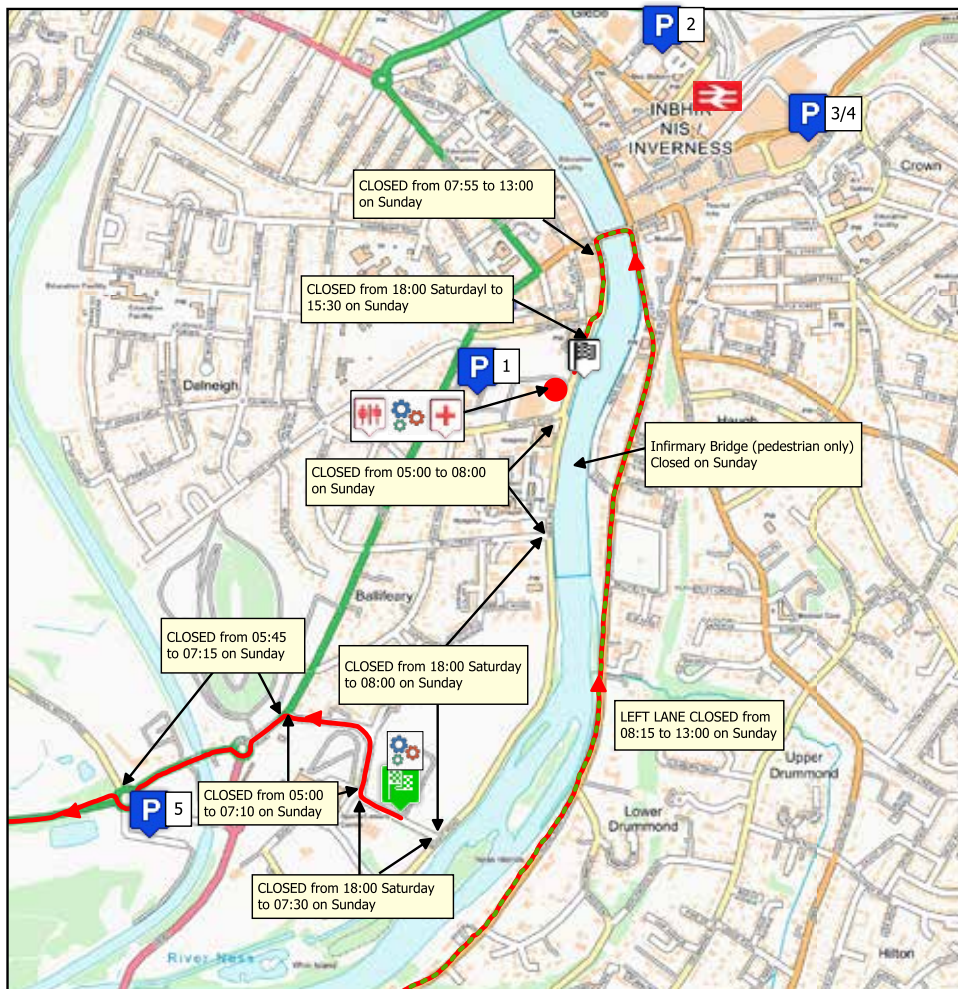 Glebe
P 2
INBHIR
NIS /
INVERNESS
P 3/4
Crown
CLOSED from 07:55 to 13:00
on Sunday
CLOSED from 18:00 Saturdayl to
15:30 on Sunday
Dalneigh
P 1
Haugh
Infirmary Bridge (pedestrian only)
Closed on Sunday
CLOSED from 05:00 to 08:00
on Sunday
Ballifeary
CLOSED from 05:45
to 07:15 on Sunday
CLOSED from 18:00 Saturday
to 08:00 on Sunday
LEFT LANE CLOSED from
08:15 to 13:00 on Sunday
Upper
Drummond
CLOSED from 05:00
to 07:10 on Sunday
P 5
Lower
Drummond
CLOSED from 18:00 Saturday
to 07:30 on Sunday
River Ness
Hilton